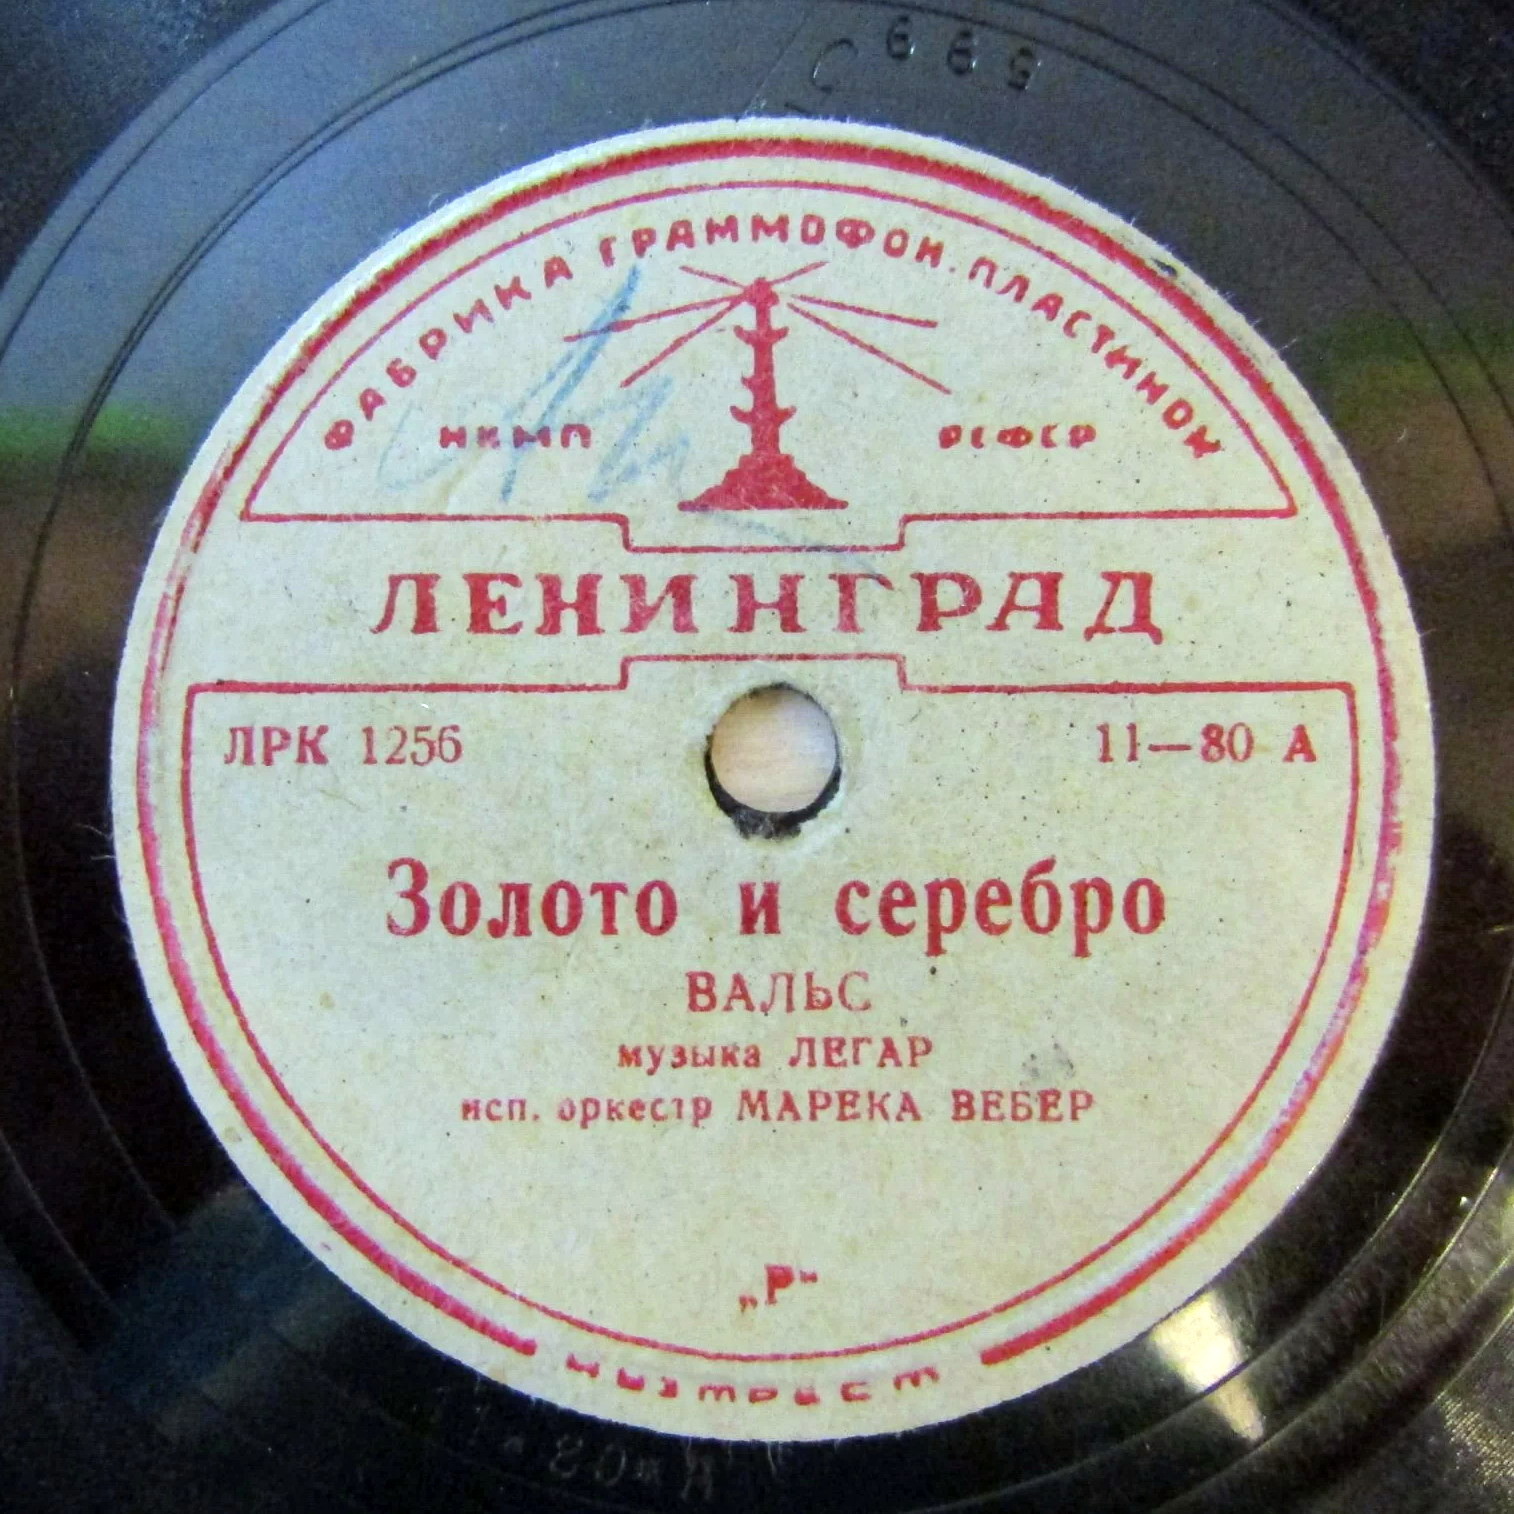 ФАБРИКА ГРАММОФОН. ПЛАСТИНОК
НКМП РСФСР
ЛЕНИНГРАД
ЛРК 1256 11—80 А
Золото и серебро
ВАЛЬС
музыка ЛЕГАР
исп. оркестр МАРЕКА ВЕБЕР
„Р“
МУЗТРЕСТ